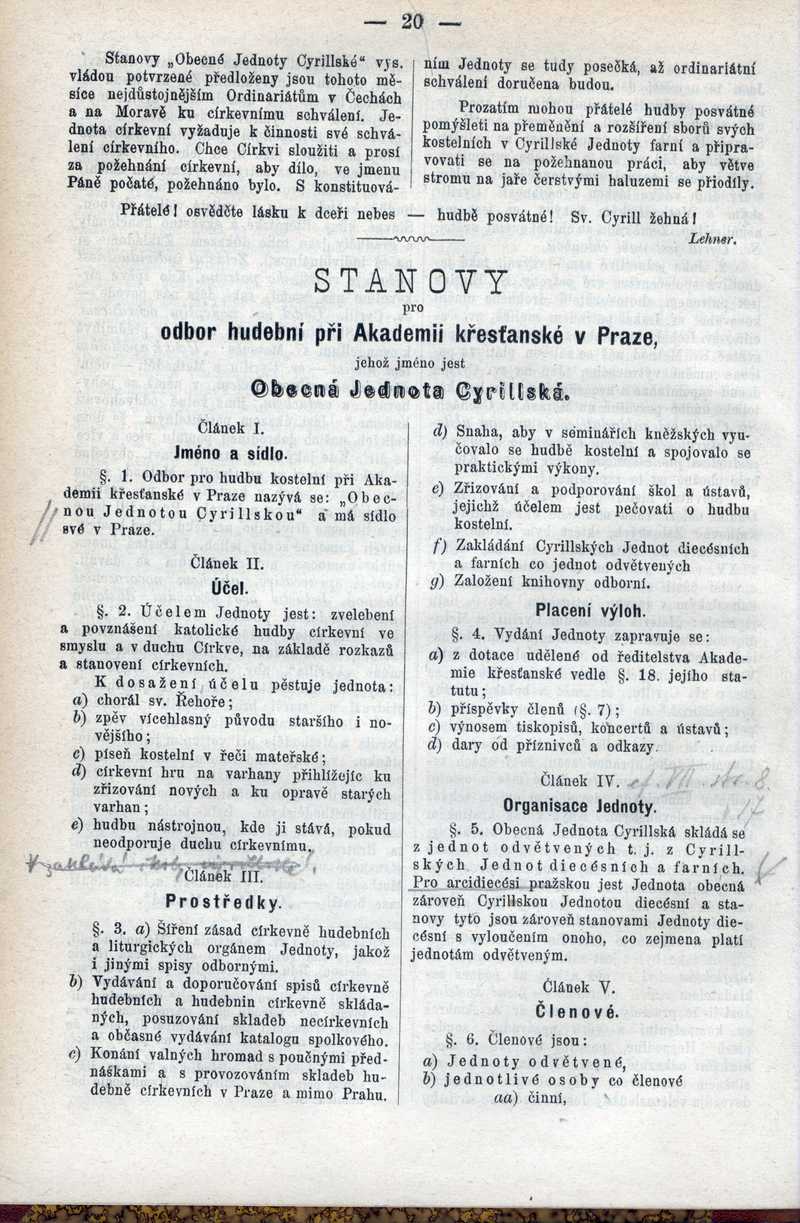 — 20 —
Stanovy „Obecné Jednoty Cyrillské“ vys.
vládou potvrzené předloženy jsou tohoto mě-
síce nejdůstojnějším Ordinariátům v Čechách
a na Moravě ku církevnímu schválení. Je-
dnota církevní vyžaduje k činnosti své schvá-
lení církevního. Chce Církvi sloužiti a prosí
za požehnání církevní, aby dílo, ve jmenu
Páně počaté, požehnáno bylo. S konstituová-
ním Jednoty se tudy posečká, až ordinariátní
schválení doručena budou.
Prozatím mohou přátelé hudby posvátné
pomýšleti na přeměnění a rozšíření sborů svých
kostelních v Cyrillské Jednoty farní a připra-
vovati se na požehnanou práci, aby větve
stromu na jaře čerstvými haluzemi se přiodíly.
Přátelé! osvědčte lásku k dceři nebes — hudbě posvátné! Sv. Cyrill žehná!
Lehner.
STANOVY
pro
odbor hudební při Akademii křesťanské v Praze,
jehož jméno jest
Obecná Jednota Cyrillská.
Článek I.
Jméno a sídlo.
§. 1. Odbor pro hudbu kostelní při Aka-
demii křesťanské v Praze nazývá se: „Obec-
nou Jednotou Cyrillskou“ a má sídlo
své v Praze.
Článek II.
Účel.
§. 2. Účelem Jednoty jest: zvelebení
a povznášení katolické hudby církevní ve
smyslu a v duchu Církve, na základě rozkazů
a stanovení církevních.
K dosažení účelu pěstuje jednota:
a) chorál sv. Řehoře;
b) zpěv vícehlasný původu staršího i no-
vějšího;
c) píseň kostelní v řeči mateřské;
d) církevní hru na varhany přihlížejíc ku
zřizování nových a ku opravě starých
varhan;
e) hudbu nástrojnou, kde ji stává, pokud
neodporuje duchu církevnímu.
Článek III.
Prostředky.
§. 3. a) Šíření zásad církevně hudebních
a liturgických orgánem Jednoty, jakož
i jinými spisy odbornými.
b) Vydávání a doporučování spisů církevně
hudebních a hudebnin církevně skláda-
ných, posuzování skladeb necírkevních
a občasné vydávání katalogu spolkového.
c) Konání valných hromad s poučnými před-
náškami a s provozováním skladeb hu-
debně církevních v Praze a mimo Prahu.
d) Snaha, aby v seminářích kněžských vyu-
čovalo se hudbě kostelní a spojovalo se
praktickými výkony.
e) Zřizování a podporování škol a ústavů,
jejichž účelem jest pečovati o hudbu
kostelní.
f) Zakládání Cyrillských Jednot diecésních
a farních co jednot odvětvených
g) Založení knihovny odborní.
Placení výloh.
§. 4. Vydání Jednoty zapravuje se:
a) z dotace udělené od ředitelstva Akade-
mie křesťanské vedle §. 18. jejího sta-
tutu;
b) příspěvky členů (§. 7);
c) výnosem tiskopisů, koncertů a ústavů;
d) dary od příznivců a odkazy.
Článek IV. cf. VII. str. 8.
17
Organisace Jednoty.
§. 5. Obecná Jednota Cyrillská skládá se
z jednot odvětvených t. j. z Cyrill-
ských Jednot diecésních a farních.
Pro arcidiecési pražskou jest Jednota obecná
zároveň Cyrillskou Jednotou diecésní a sta-
novy tyto jsou zároveň stanovami Jednoty die-
césní s vyloučením onoho, co zejmena platí
jednotám odvětveným.
Článek V.
Členové.
§. 6. Členové jsou:
a) Jednoty odvětvené,
b) jednotlivé osoby co členové
aa) činní,